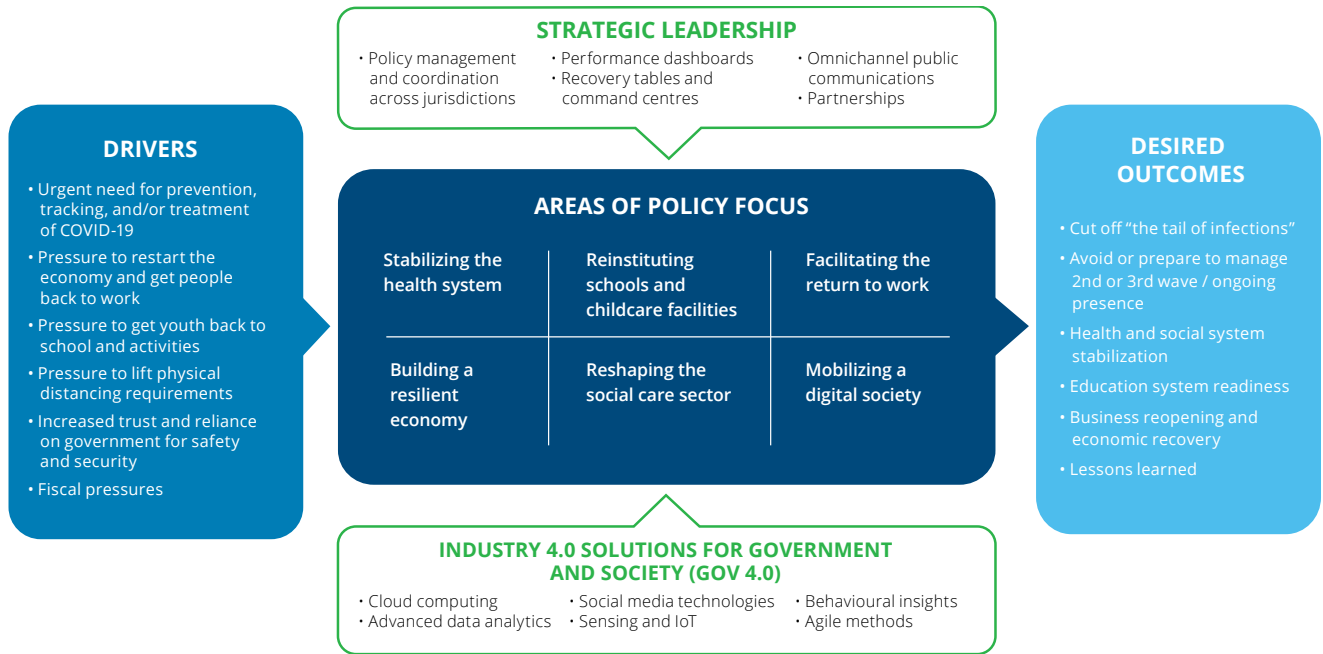 STRATEGIC LEADERSHIP
• Policy management
and coordination
across jurisdictions
• Performance dashboards
• Recovery tables and
command centres
• Omnichannel public
communications
• Partnerships
DRIVERS
• Urgent need for prevention,
tracking, and/or treatment
of COVID-19
• Pressure to restart the
economy and get people
back to work
• Pressure to get youth back to
school and activities
• Pressure to lift physical
distancing requirements
• Increased trust and reliance
on government for safety
and security
• Fiscal pressures
AREAS OF POLICY FOCUS
Stabilizing the
health system
Reinstituting
schools and
childcare facilities
Facilitating the
return to work
Building a
resilient
economy
Reshaping the
social care sector
Mobilizing a
digital society
DESIRED
OUTCOMES
• Cut off “the tail of infections”
• Avoid or prepare to manage
2nd or 3rd wave / ongoing
presence
• Health and social system
stabilization
• Education system readiness
• Business reopening and
economic recovery
• Lessons learned
INDUSTRY 4.0 SOLUTIONS FOR GOVERNMENT
AND SOCIETY (GOV 4.0)
• Cloud computing
• Advanced data analytics
• Social media technologies
• Sensing and IoT
• Behavioural insights
• Agile methods